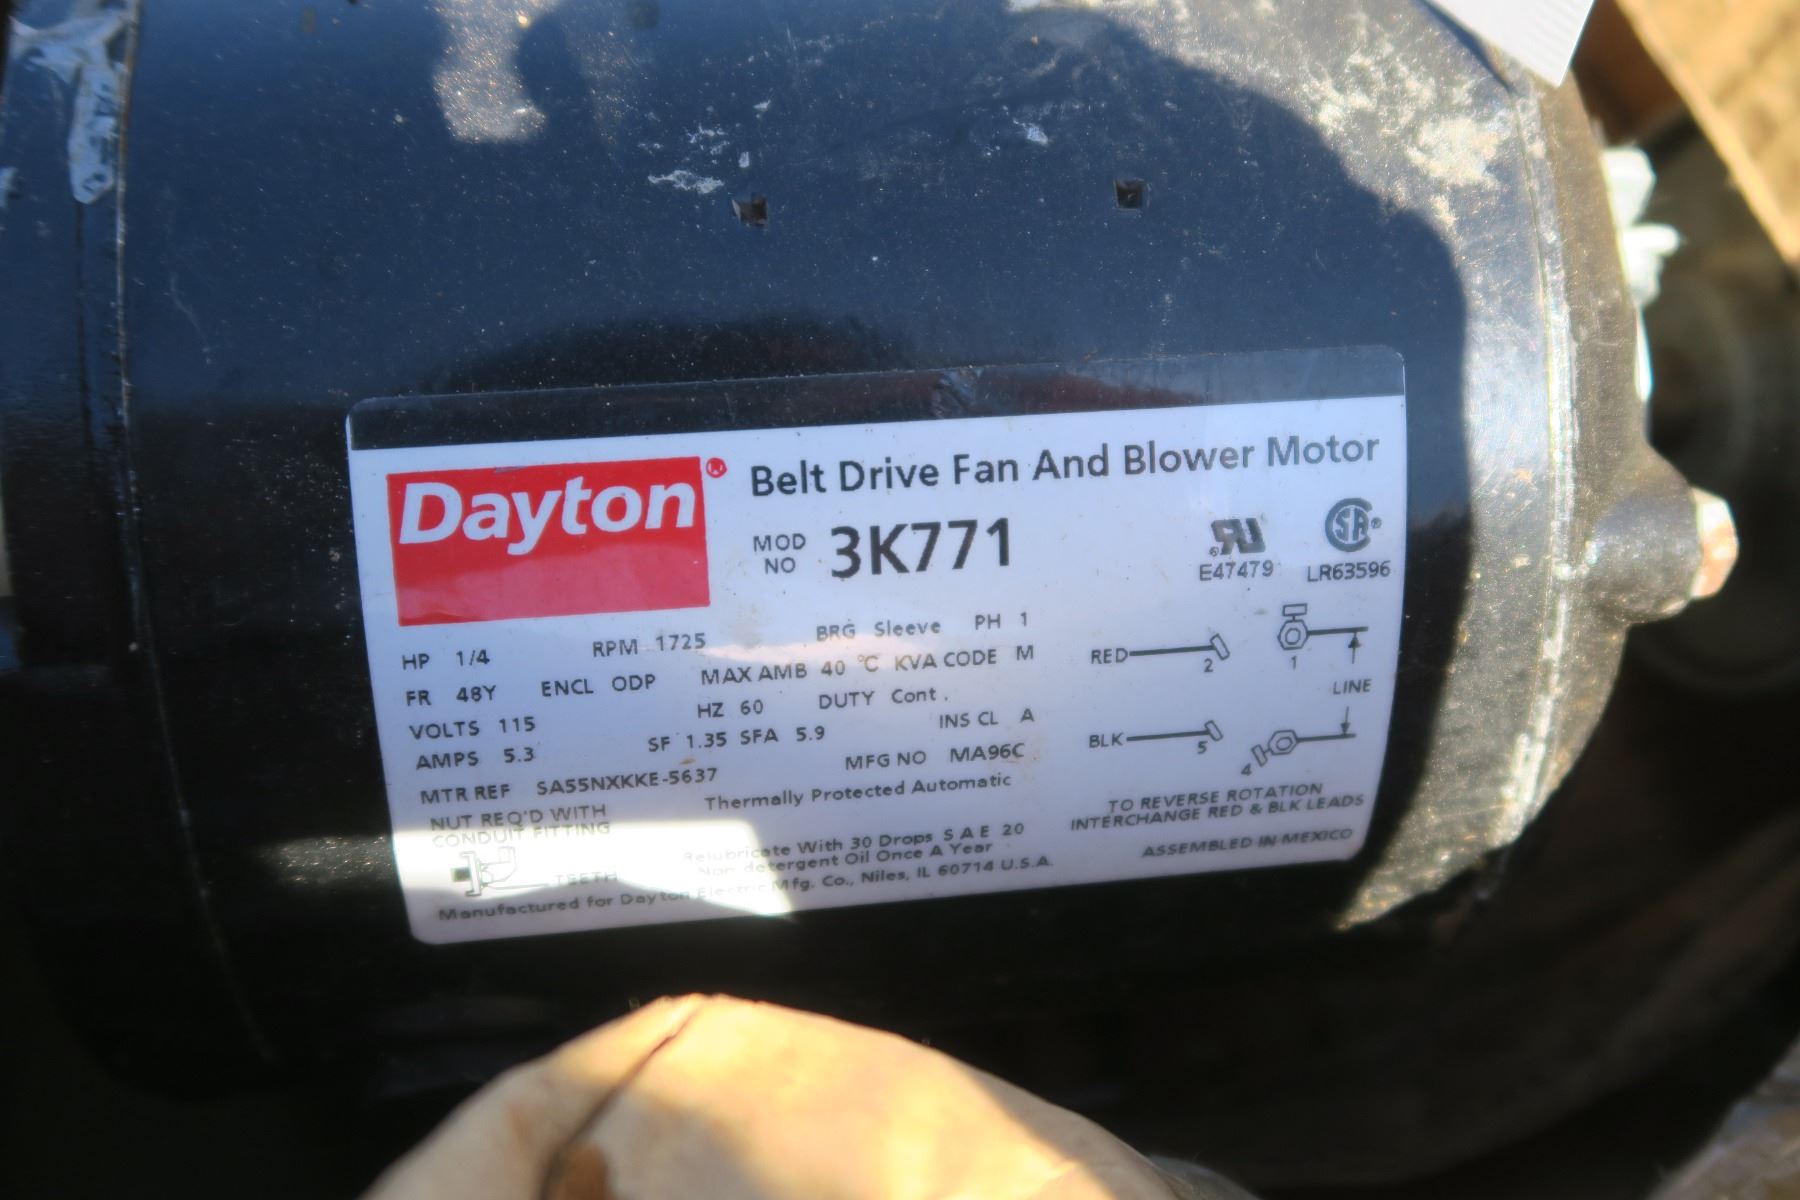 Dayton®
Belt Drive Fan And Blower Motor
MOD NO 3K771
E47479
LR63596
HP 1/4 RPM 1725 BRG Sleeve PH 1
FR 48Y ENCL ODP MAX AMB 40 °C KVA CODE M
VOLTS 115 HZ 60 DUTY Cont.
AMPS 5.3 SF 1.35 SFA 5.9 INS CL A
MTR REF SA55NXKKE-5637 MFG NO MA96C
NUT REQ'D WITH
CONDUIT FITTING
TEETH
Thermally Protected Automatic
Relubricate With 30 Drops S A E 20
Non detergent Oil Once A Year
Manufactured for Dayton Electric Mfg. Co., Niles, IL 60714 U.S.A.
RED 2 1
LINE
BLK 5 4
TO REVERSE ROTATION
INTERCHANGE RED & BLK LEADS
ASSEMBLED IN MEXICO